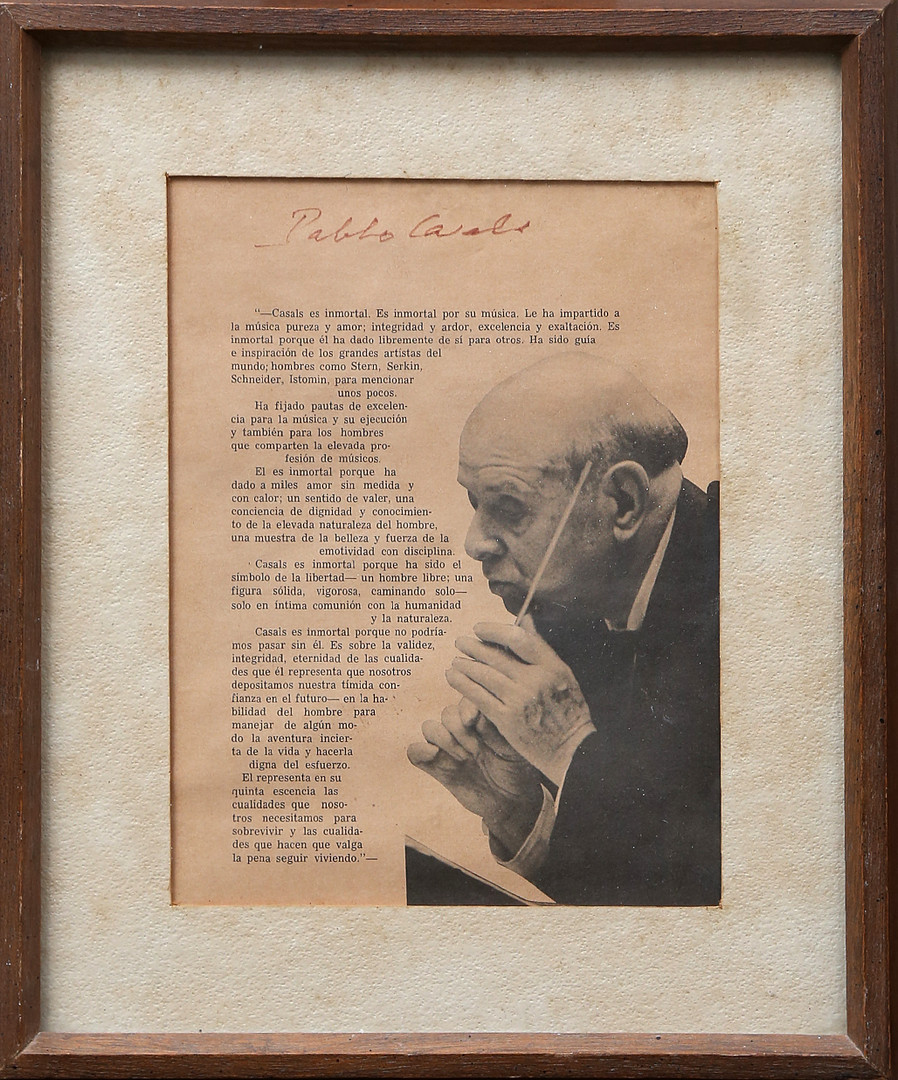 Pablo Casals
"—Casals es inmortal. Es inmortal por su música. Le ha impartido a
la música pureza y amor; integridad y ardor, excelencia y exaltación. Es
inmortal porque él ha dado libremente de sí para otros. Ha sido guía
e inspiración de los grandes artistas del
mundo; hombres como Stern, Serkin,
Schneider, Istomin, para mencionar
unos pocos.
Ha fijado pautas de excelen-
cia para la música y su ejecución
y también para los hombres
que comparten la elevada pro-
fesión de músicos.
El es inmortal porque ha
dado a miles amor sin medida y
con calor; un sentido de valer, una
conciencia de dignidad y conocimien-
to de la elevada naturaleza del hombre,
una muestra de la belleza y fuerza de la
emotividad con disciplina.
Casals es inmortal porque ha sido el
símbolo de la libertad— un hombre libre; una
figura sólida, vigorosa, caminando solo—
solo en íntima comunión con la humanidad
y la naturaleza.
Casals es inmortal porque no podría-
mos pasar sin él. Es sobre la validez,
integridad, eternidad de las cualida-
des que él representa que nosotros
depositamos nuestra tímida con-
fianza en el futuro— en la ha-
bilidad del hombre para
manejar de algún mo-
do la aventura incier-
ta de la vida y hacerla
digna del esfuerzo.
El representa en su
quinta escencia las
cualidades que noso-
tros necesitamos para
sobrevivir y las cualida-
des que hacen que valga
la pena seguir viviendo."—